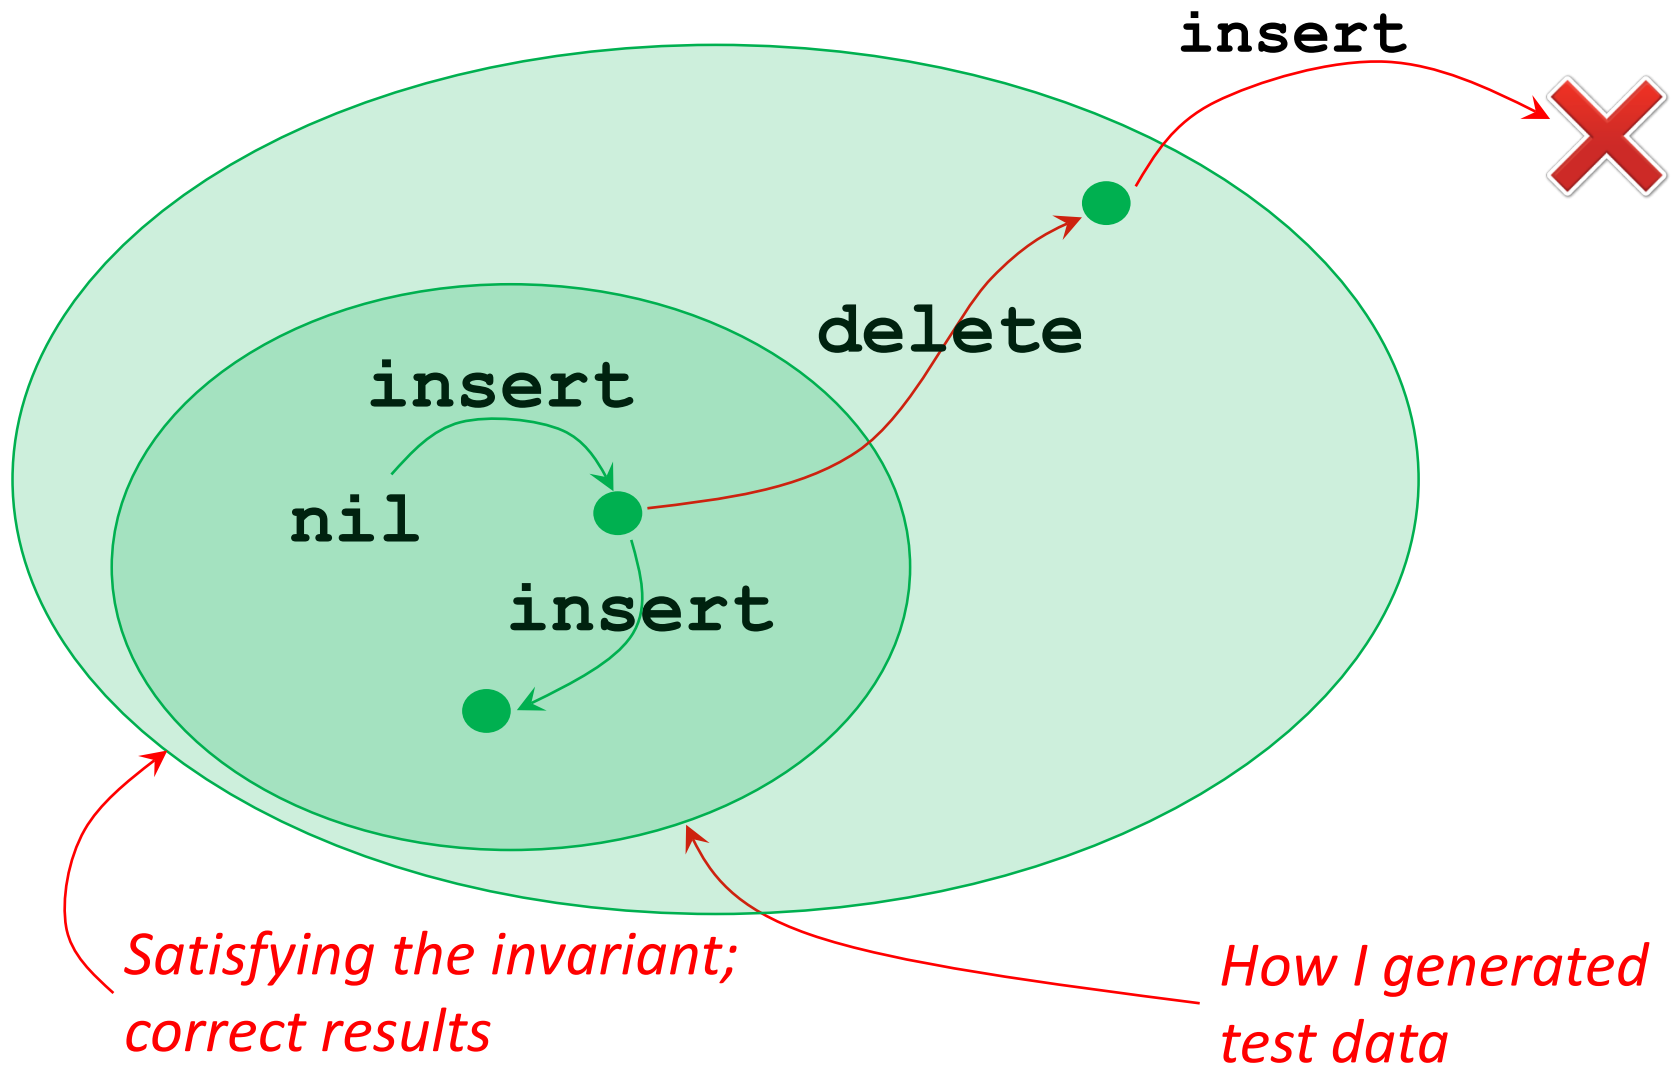 insert
delete
insert
nil
insert
Satisfying the invariant;
correct results
How I generated
test data